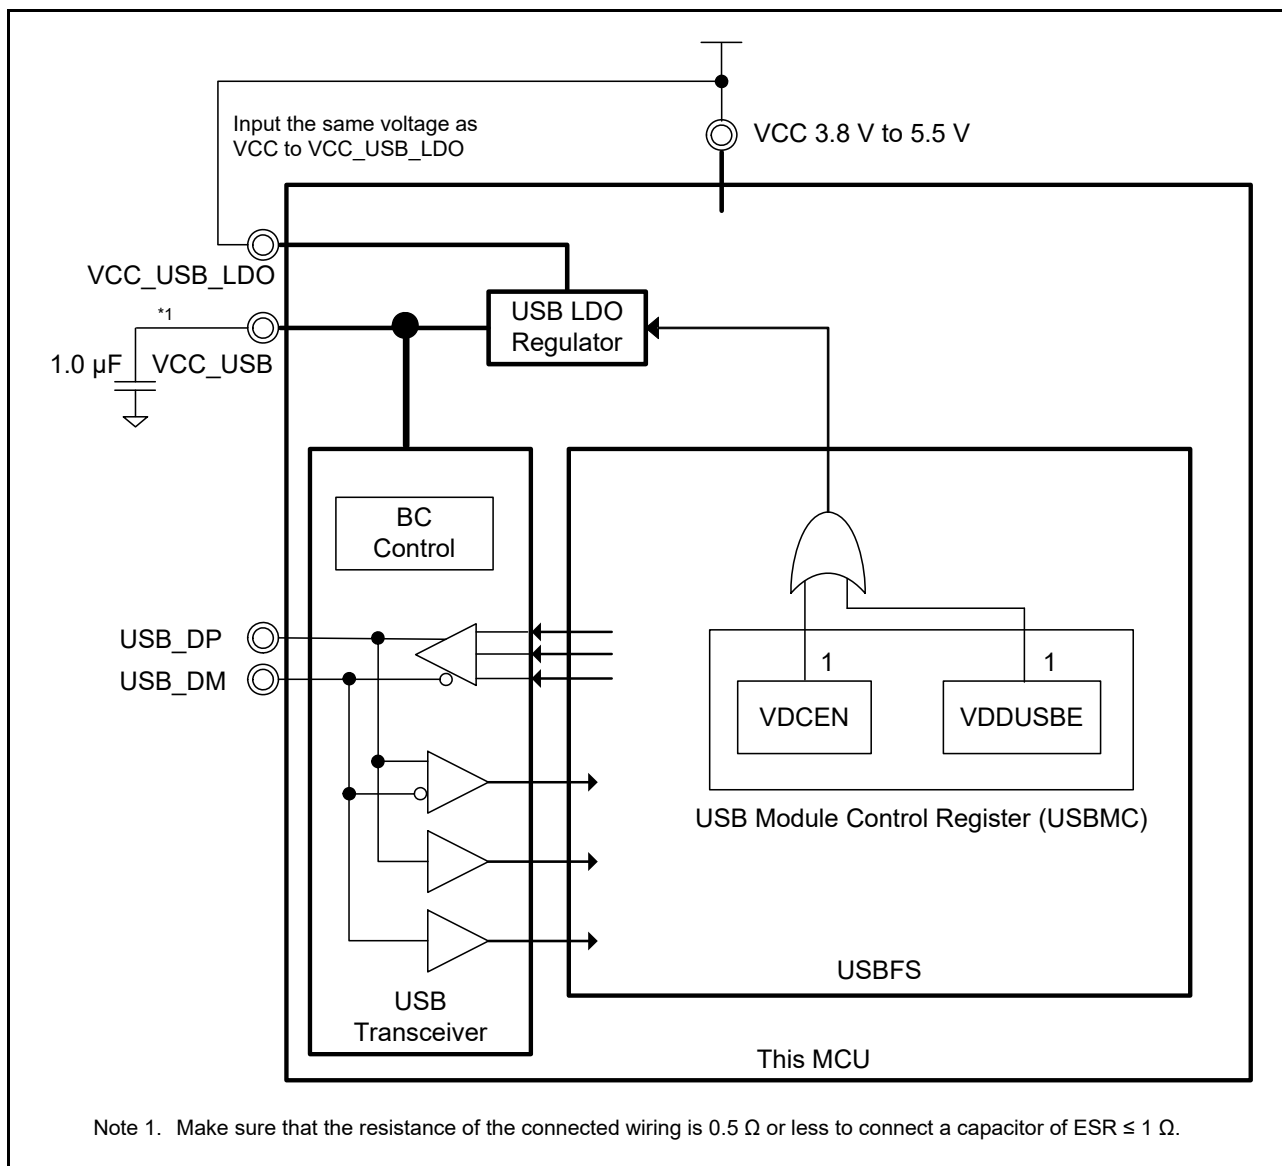 Input the same voltage as
VCC to VCC_USB_LDO
VCC 3.8 V to 5.5 V
VCC_USB_LDO
USB LDO
Regulator
*1
1.0 µF
VCC_USB
BC
Control
USB_DP
USB_DM
1
1
VDCEN
VDDUSBE
USB Module Control Register (USBMC)
USBFS
USB
Transceiver
This MCU
Note 1. Make sure that the resistance of the connected wiring is 0.5 Ω or less to connect a capacitor of ESR ≤ 1 Ω.